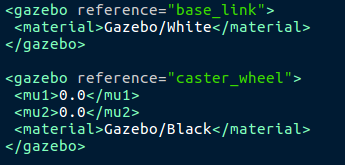 <gazebo reference="base_link">
 <material>Gazebo/White</material>
</gazebo>

<gazebo reference="caster_wheel">
 <mu1>0.0</mu1>
 <mu2>0.0</mu2>
 <material>Gazebo/Black</material>
</gazebo>